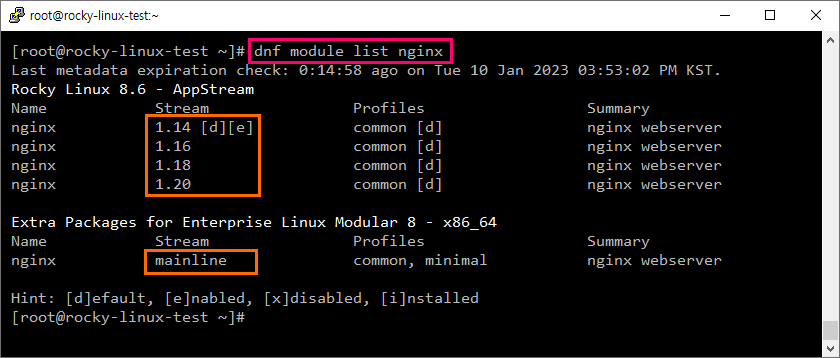 root@rocky-linux-test:~
[root@rocky-linux-test ~]# dnf module list nginx
Last metadata expiration check: 0:14:58 ago on Tue 10 Jan 2023 03:53:02 PM KST.
Rocky Linux 8.6 - AppStream
Name Stream Profiles Summary
nginx 1.14 [d][e] common [d] nginx webserver
nginx 1.16 common [d] nginx webserver
nginx 1.18 common [d] nginx webserver
nginx 1.20 common [d] nginx webserver
Extra Packages for Enterprise Linux Modular 8 - x86_64
Name Stream Profiles Summary
nginx mainline common, minimal nginx webserver
Hint: [d]efault, [e]nabled, [x]disabled, [i]nstalled
[root@rocky-linux-test ~]#